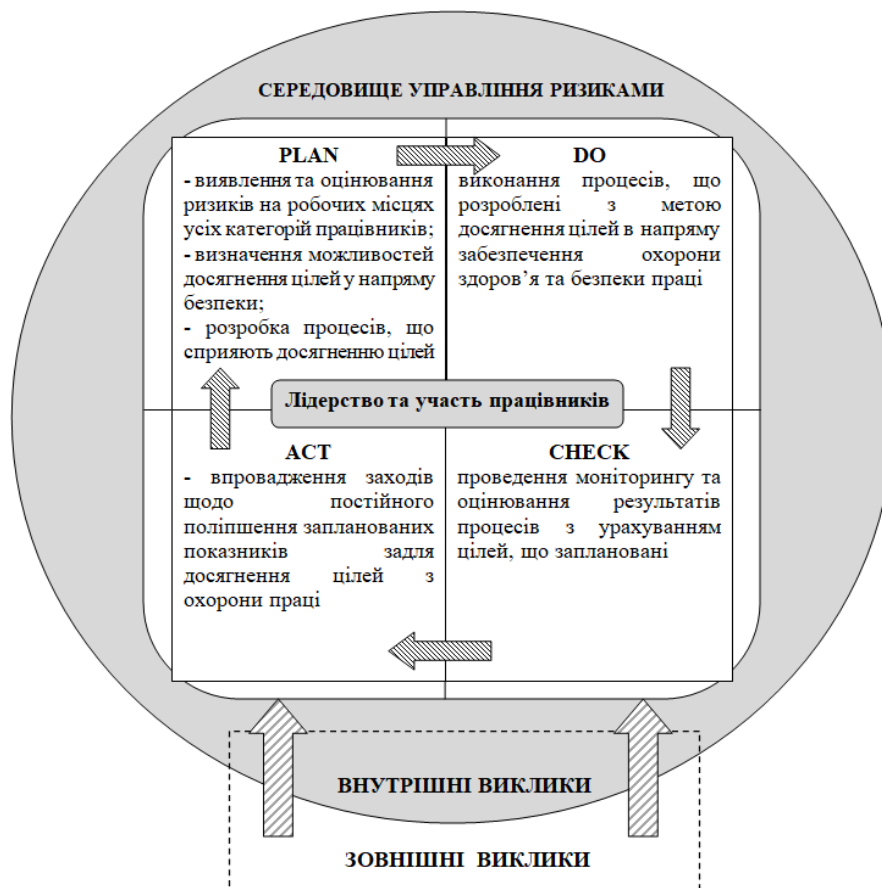 СЕРЕДОВИЩЕ УПРАВЛІННЯ РИЗИКАМИ
PLAN
- виявлення та оцінювання
ризиків на робочих місцях
усіх категорій працівників;
- визначення можливостей
досягнення цілей у напряму
безпеки;
- розробка процесів, що
сприяють досягненню цілей
DO
виконання процесів, що
розроблені з метою
досягнення цілей в напряму
забезпечення охорони
здоров’я та безпеки праці
Лідерство та участь працівників
ACT
- впровадження заходів
щодо постійного
поліпшення запланованих
показників задля
досягнення цілей з
охорони праці
CHECK
проведення моніторингу та
оцінювання результатів
процесів з урахуванням
цілей, що заплановані
ВНУТРІШНІ ВИКЛИКИ
ЗОВНІШНІ ВИКЛИКИ